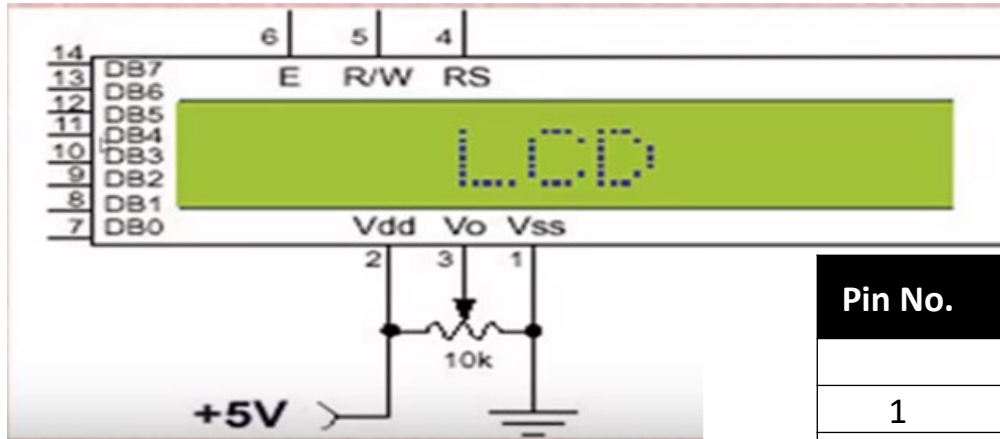 6 5 4
E R/W RS
14 DB7
13 DB6
12 DB5
11 DB4
10 DB3
9 DB2
8 DB1
7 DB0
LCD
Vdd Vo Vss
2 3 1
10k
+5V
Pin No.
1